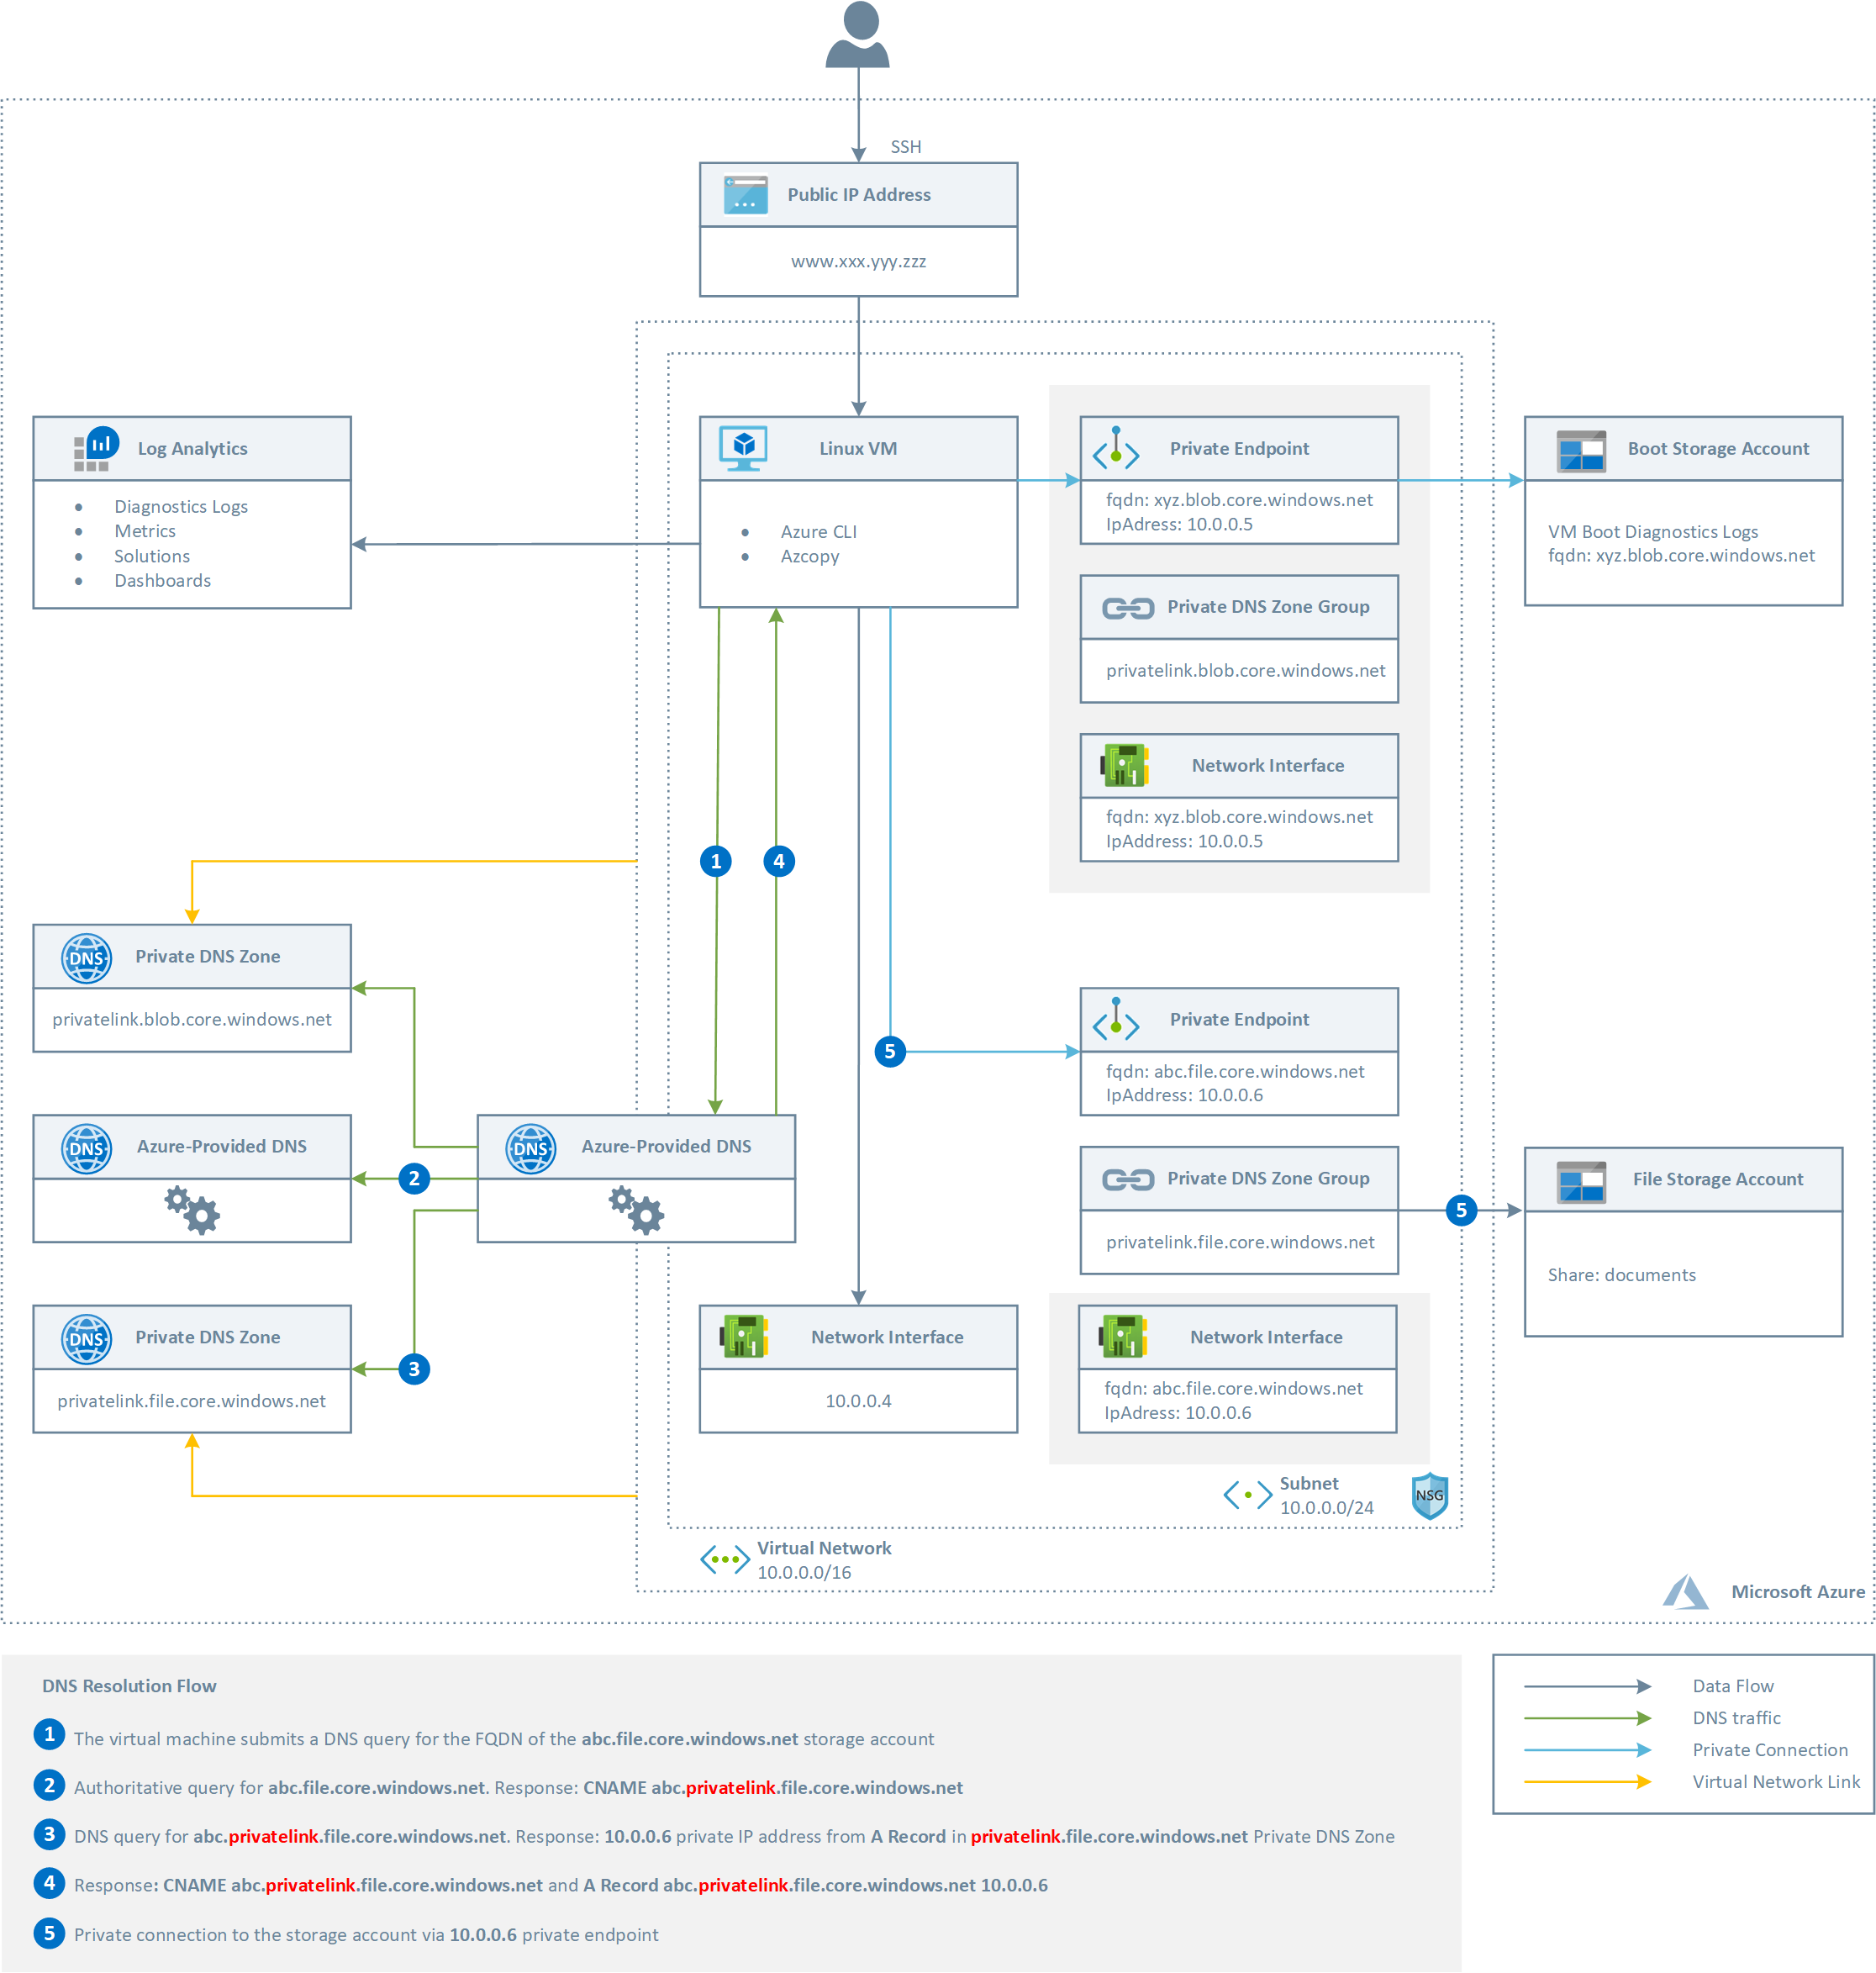 SSH
Public IP Address
www.xxx.yyy.zzz
Log Analytics
• Diagnostics Logs
• Metrics
• Solutions
• Dashboards
Linux VM
• Azure CLI
• Azcopy
Private Endpoint
fqdn: xyz.blob.core.windows.net
IpAdress: 10.0.0.5
Boot Storage Account
VM Boot Diagnostics Logs
fqdn: xyz.blob.core.windows.net
Private DNS Zone Group
privatelink.blob.core.windows.net
Network Interface
fqdn: xyz.blob.core.windows.net
IpAddress: 10.0.0.5
1
4
DNS
Private DNS Zone
privatelink.blob.core.windows.net
Private Endpoint
fqdn: abc.file.core.windows.net
IpAddress: 10.0.0.6
5
DNS
Azure-Provided DNS
2
DNS
Azure-Provided DNS
Private DNS Zone Group
privatelink.file.core.windows.net
5
File Storage Account
Share: documents
DNS
Private DNS Zone
privatelink.file.core.windows.net
3
Network Interface
10.0.0.4
Network Interface
fqdn: abc.file.core.windows.net
IpAdress: 10.0.0.6
Subnet
10.0.0.0/24
NSG
Virtual Network
10.0.0.0/16
Microsoft Azure
DNS Resolution Flow
1 The virtual machine submits a DNS query for the FQDN of the abc.file.core.windows.net storage account
2 Authoritative query for abc.file.core.windows.net. Response: CNAME abc.privatelink.file.core.windows.net
3 DNS query for abc.privatelink.file.core.windows.net. Response: 10.0.0.6 private IP address from A Record in privatelink.file.core.windows.net Private DNS Zone
4 Response: CNAME abc.privatelink.file.core.windows.net and A Record abc.privatelink.file.core.windows.net 10.0.0.6
5 Private connection to the storage account via 10.0.0.6 private endpoint
Data Flow
DNS traffic
Private Connection
Virtual Network Link